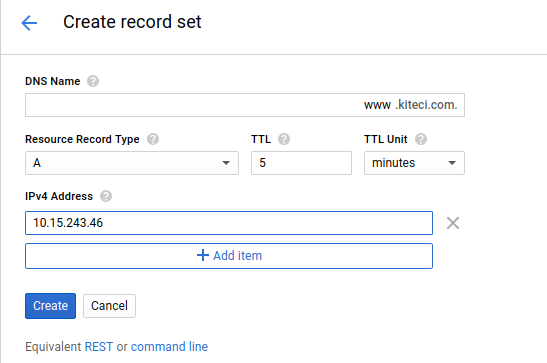 Create record set
DNS Name
www .kiteci.com.
Resource Record Type TTL TTL Unit
A 5 minutes
IPv4 Address
10.15.243.46
+ Add item
Create Cancel
Equivalent REST or command line